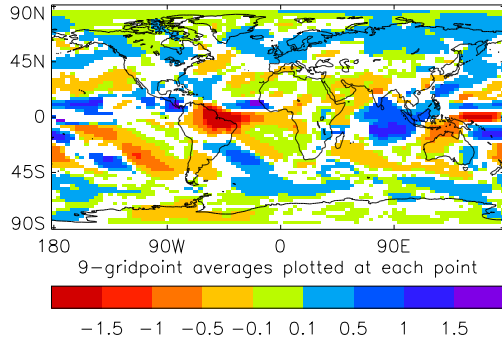 90N
45N
0
45S
90S
180 90W 0 90E
9-gridpoint averages plotted at each point
-1.5 -1 -0.5 -0.1 0.1 0.5 1 1.5